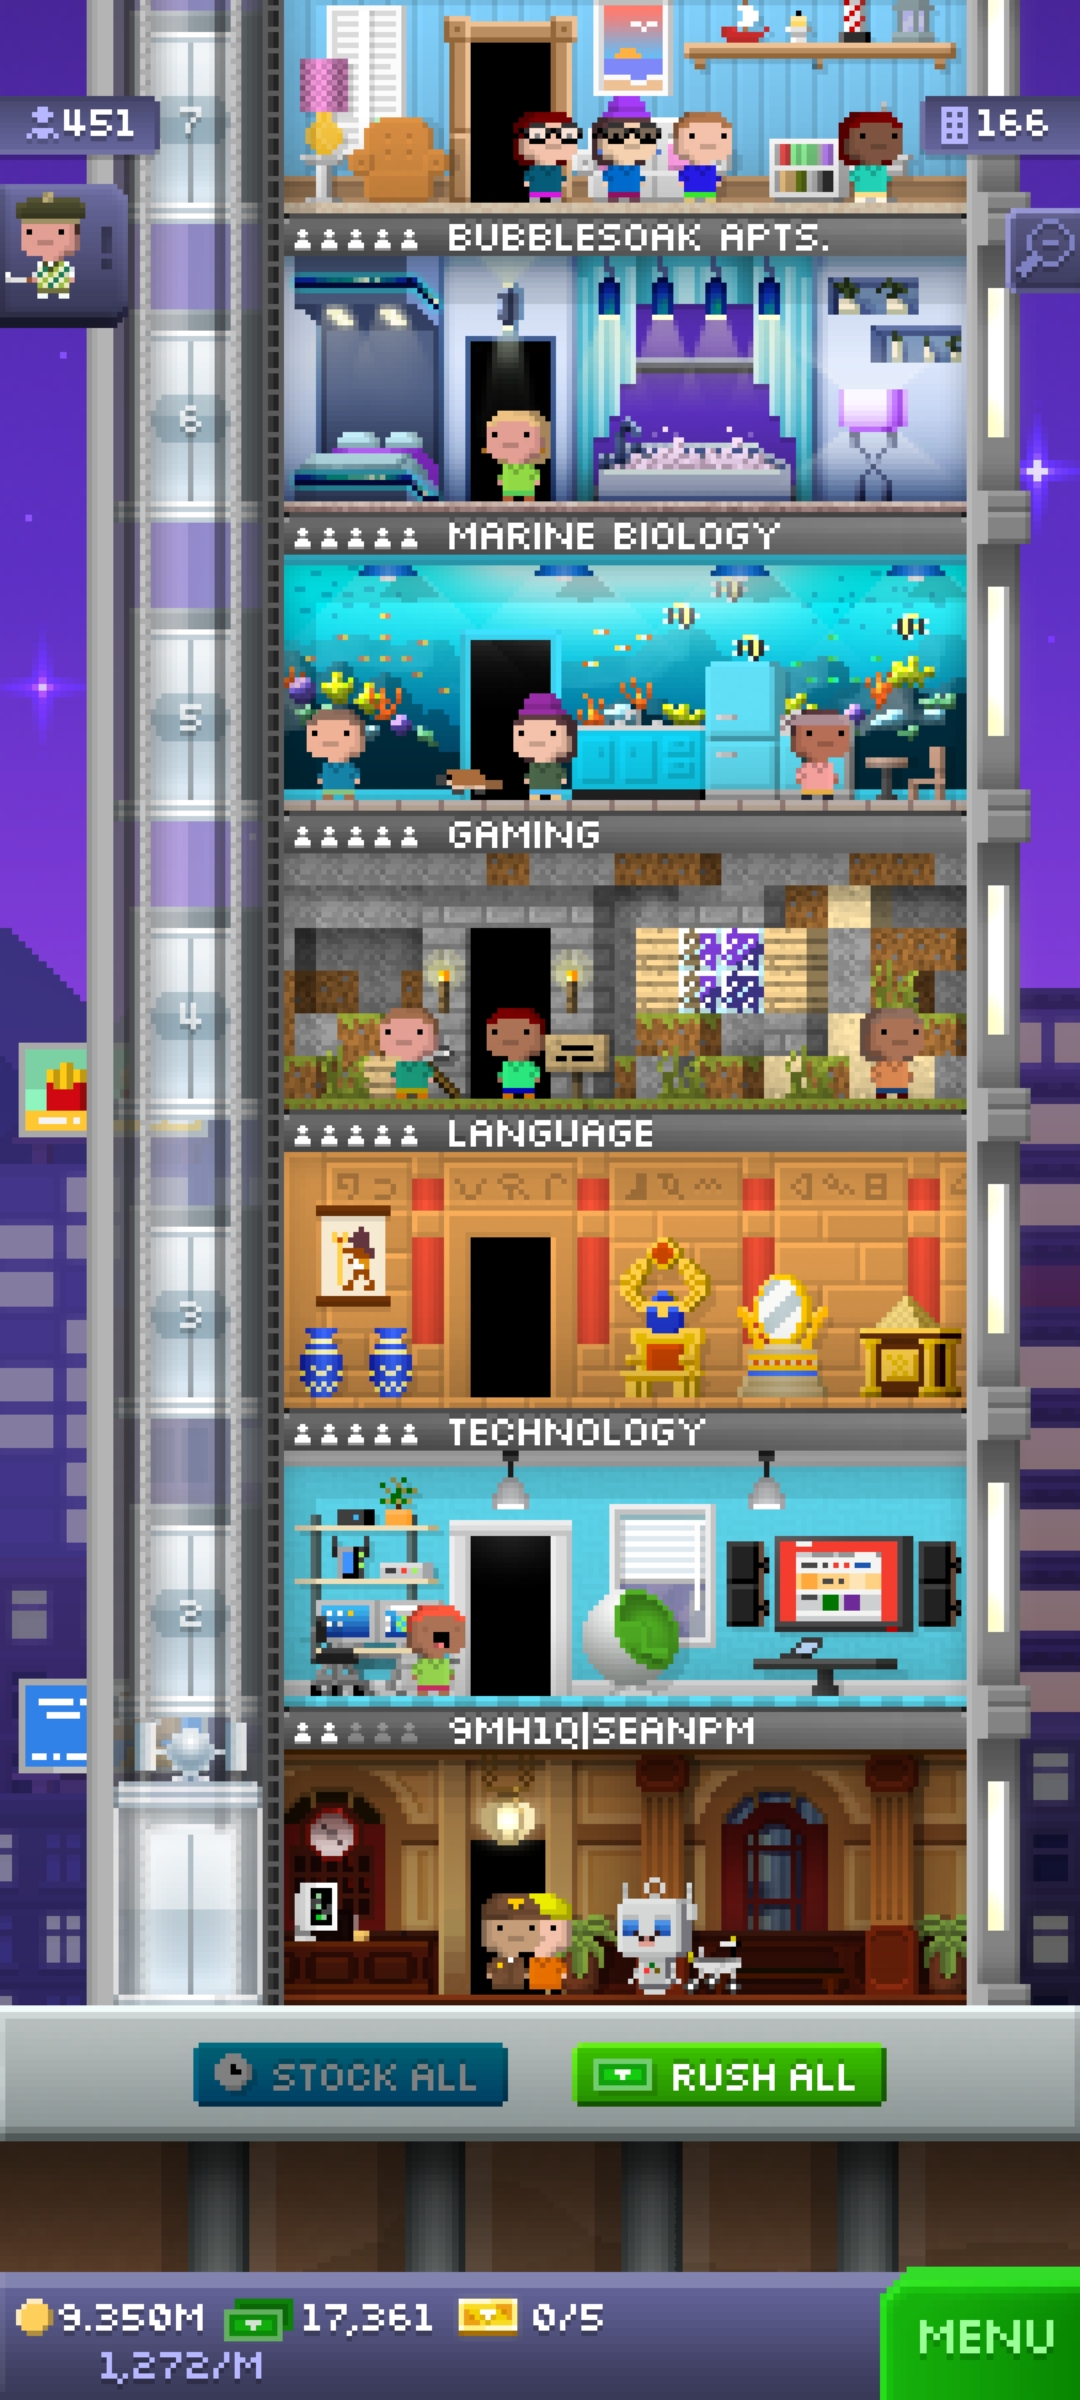 7
451
166
BUBBLESOAK APTS.
6
MARINE BIOLOGY
5
GAMING
4
LANGUAGE
3
TECHNOLOGY
2
9MH1Q|SEANPM
STOCK ALL
RUSH ALL
9.350M
17,361
0/5
1,272/M
MENU